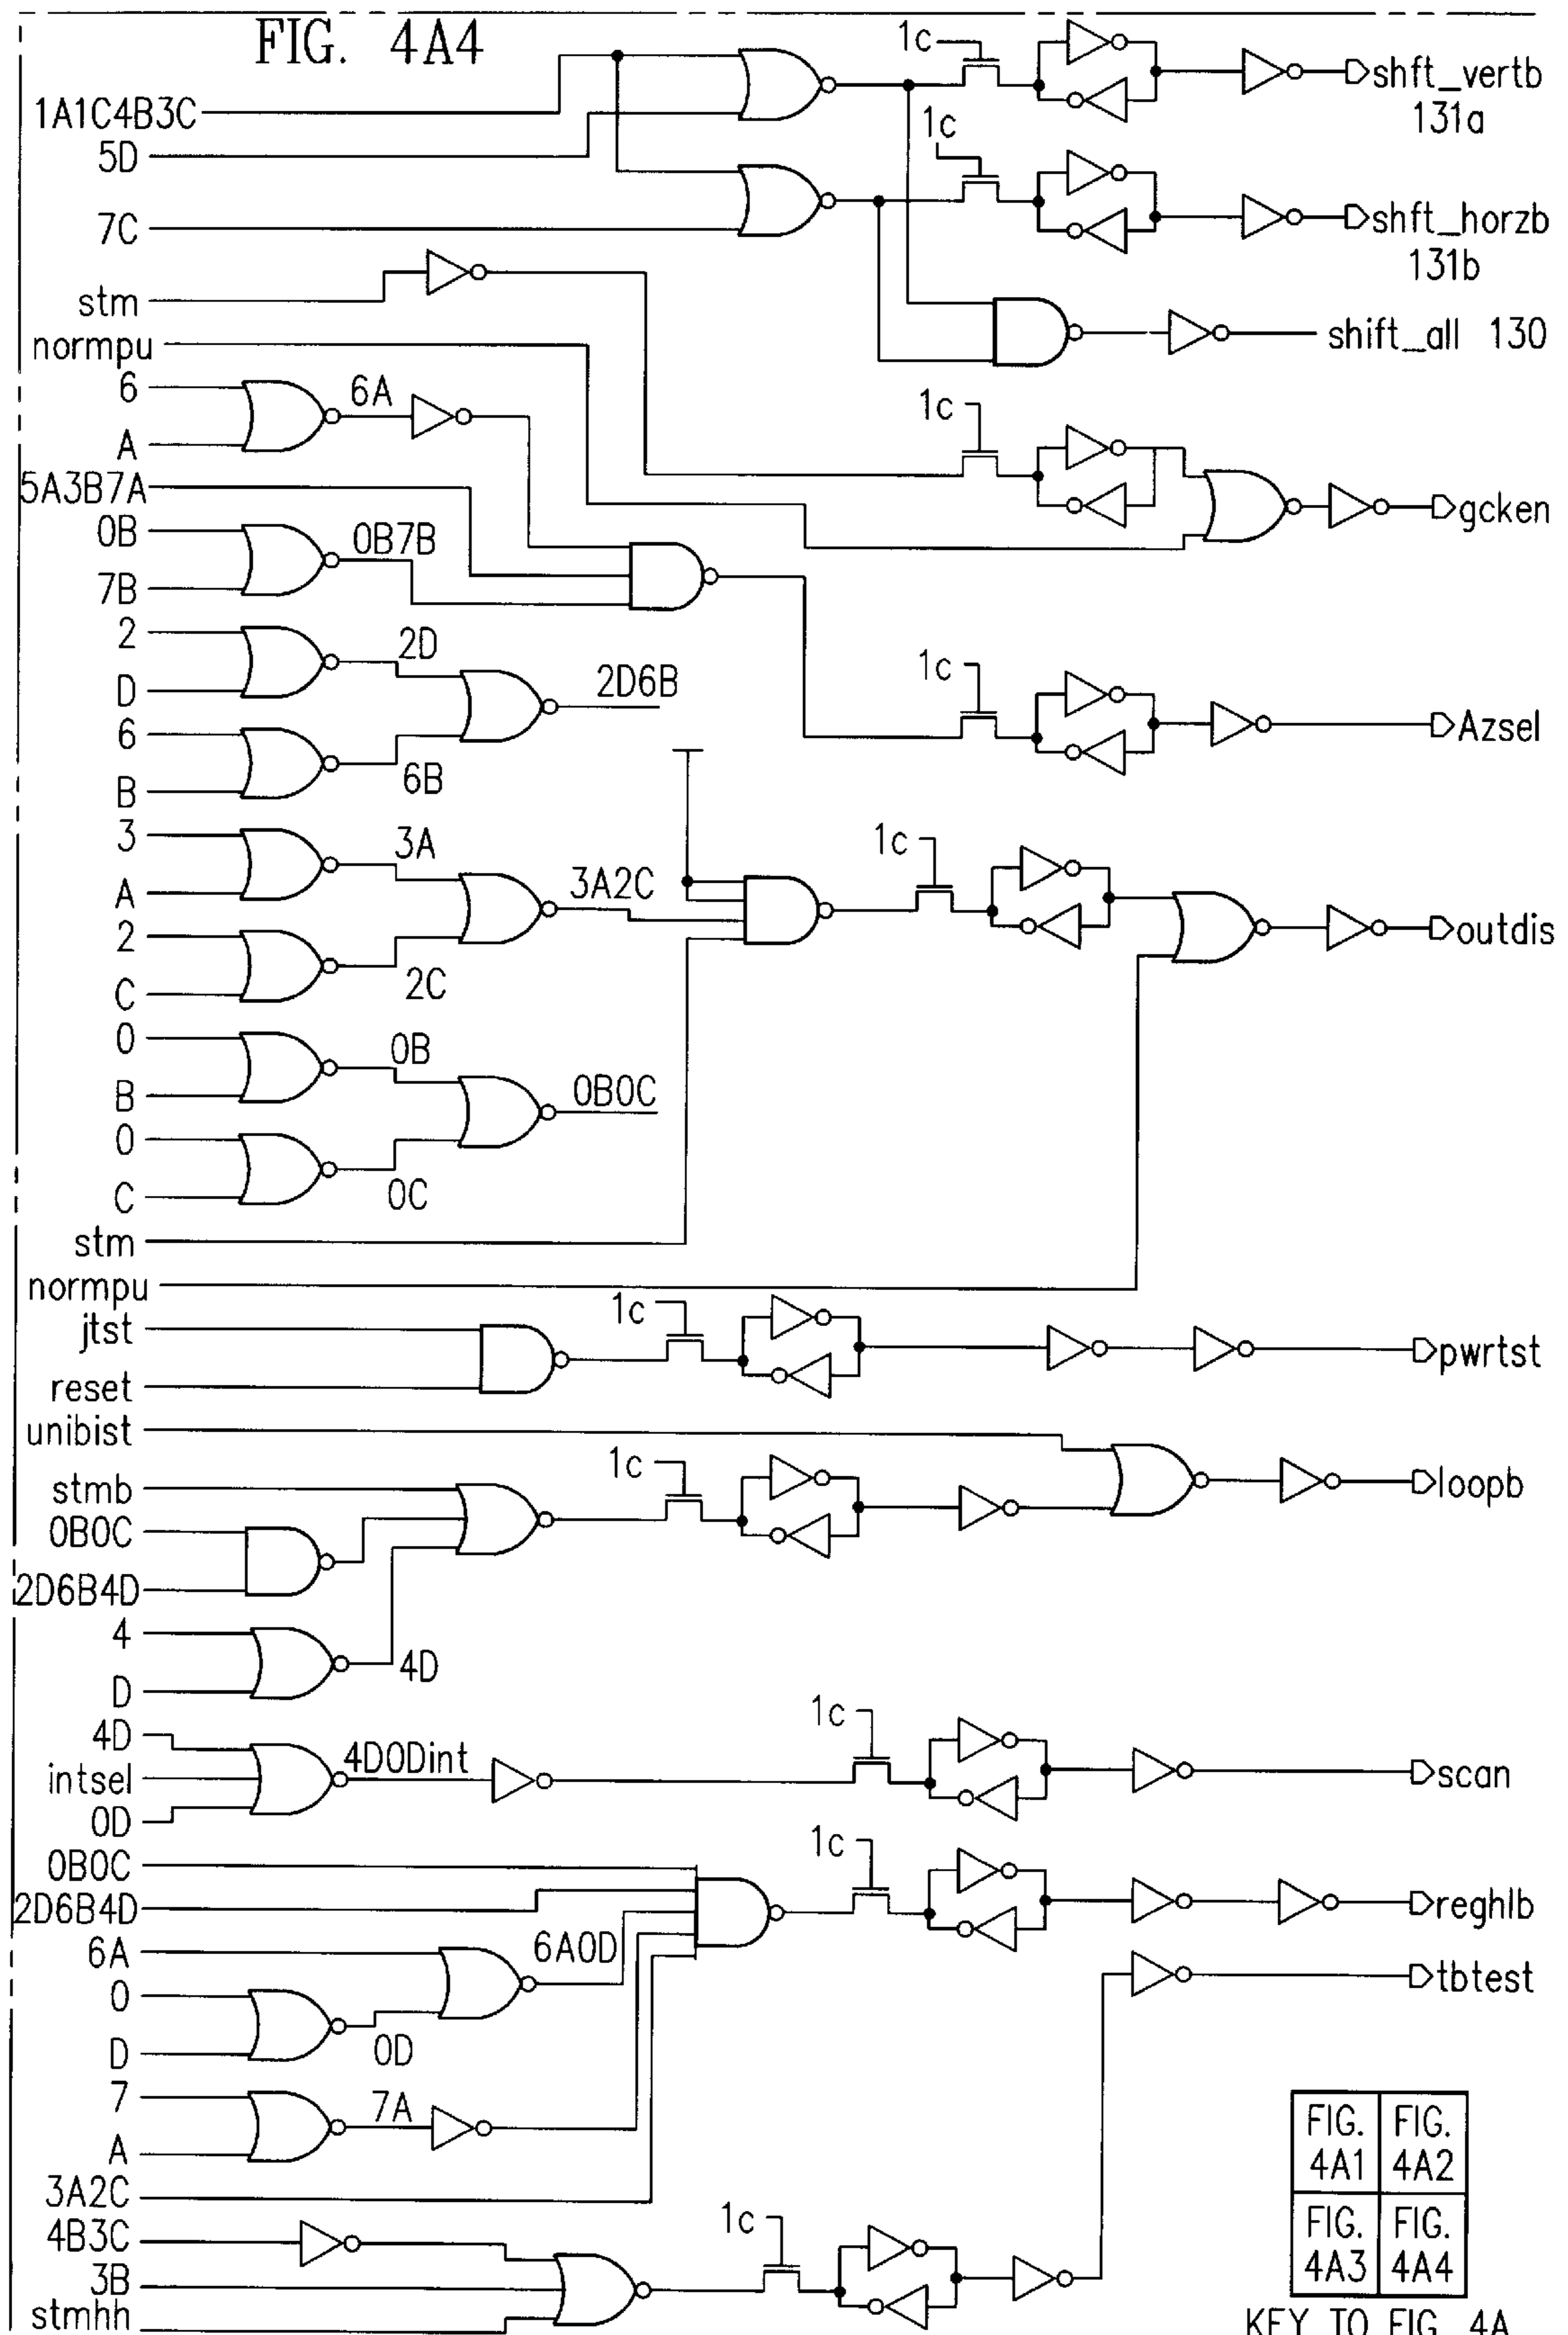 FIG. 4A4
1c
shft_vertb
131a
1A1C4B3C
5D
1c
shft_horzb
131b
7C
stm
shift_all 130
normpu
6
6A
A
1c
5A3B7A
gcken
0B
0B7B
7B
2
2D
D
2D6B
1c
Azsel
6
6B
B
3
3A
A
3A2C
1c
outdis
2
2C
C
0
0B
B
0B0C
0
0C
C
stm
normpu
jtst
1c
pwrtst
reset
unibist
stmb
1c
loopb
0B0C
2D6B4D
4
4D
D
4D
1c
4D0Dint
intsel
scan
0D
0B0C
1c
2D6B4D
reghlb
6A
6A0D
tbtest
0
0D
D
7
7A
A
3A2C
4B3C
1c
3B
stmhh
FIG. 4A1
FIG. 4A2
FIG. 4A3
FIG. 4A4
KEY TO FIG. 4A